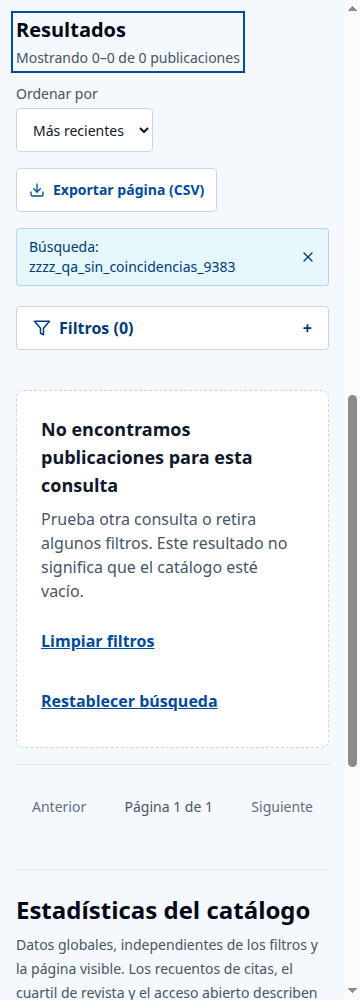 Resultados
Mostrando 0–0 de 0 publicaciones
Ordenar por
Más recientes
Exportar página (CSV)
Búsqueda:
zzzz_qa_sin_coincidencias_9383
×
Filtros (0)
+
No encontramos
publicaciones para esta
consulta
Prueba otra consulta o retira
algunos filtros. Este resultado no
significa que el catálogo esté
vacío.
Limpiar filtros
Restablecer búsqueda
Anterior
Página 1 de 1
Siguiente
Estadísticas del catálogo
Datos globales, independientes de los filtros y
la página visible. Los recuentos de citas, el
cuartil de revista y el acceso abierto describen